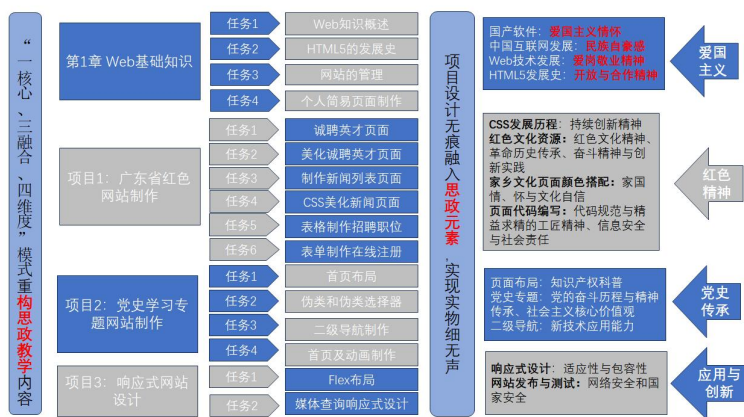 “一核心、三融合、四维度”模式重构思政教学内容
第1章 Web基础知识
任务1
Web知识概述
任务2
HTML5的发展史
任务3
网站的管理
任务4
个人简易页面制作
项目1：广东省红色
网站制作
任务1
诚聘英才页面
任务2
美化诚聘英才页面
任务3
制作新闻列表页面
任务4
CSS美化新闻页面
任务5
表格制作招聘职位
任务6
表单制作在线注册
项目2：党史学习专
题网站制作
任务1
首页布局
任务2
伪类和伪类选择器
任务3
二级导航制作
任务4
首页及动画制作
项目3：响应式网站
设计
任务1
Flex布局
任务2
媒体查询响应式设计
项目设计无痕融入思政元素，实现实物细无声
国产软件：爱国主义情怀
中国互联网发展：民族自豪感
Web技术发展：爱岗敬业精神
HTML5发展史：开放与合作精神
爱国
主义
CSS发展历程：持续创新精神
红色文化资源：红色文化精神、
革命历史传承、奋斗精神与创
新实践
家乡文化页面颜色搭配：家国
情、怀与文化自信
页面代码编写：代码规范与精
益求精的工匠精神、信息安全
与社会责任
红色
精神
页面布局：知识产权科普
党史专题：党的奋斗历程与精神
传承、社会主义核心价值观
二级导航：新技术应用能力
党史
传承
响应式设计：适应性与包容性
网站发布与测试：网络安全和国
家安全
应用与
创新